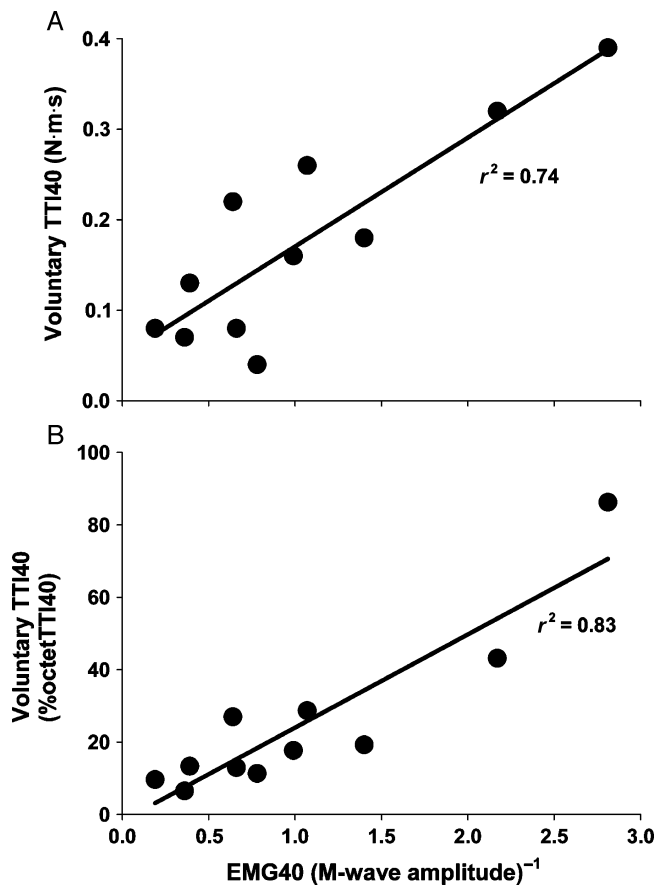 A
0.4
0.3
0.2
0.1
0.0
Voluntary TTI40 (N·m·s)
r² = 0.74
B
100
80
60
40
20
0
Voluntary TTI40
(%octetTTI40)
r² = 0.83
0.0 0.5 1.0 1.5 2.0 2.5 3.0
EMG40 (M-wave amplitude)⁻¹